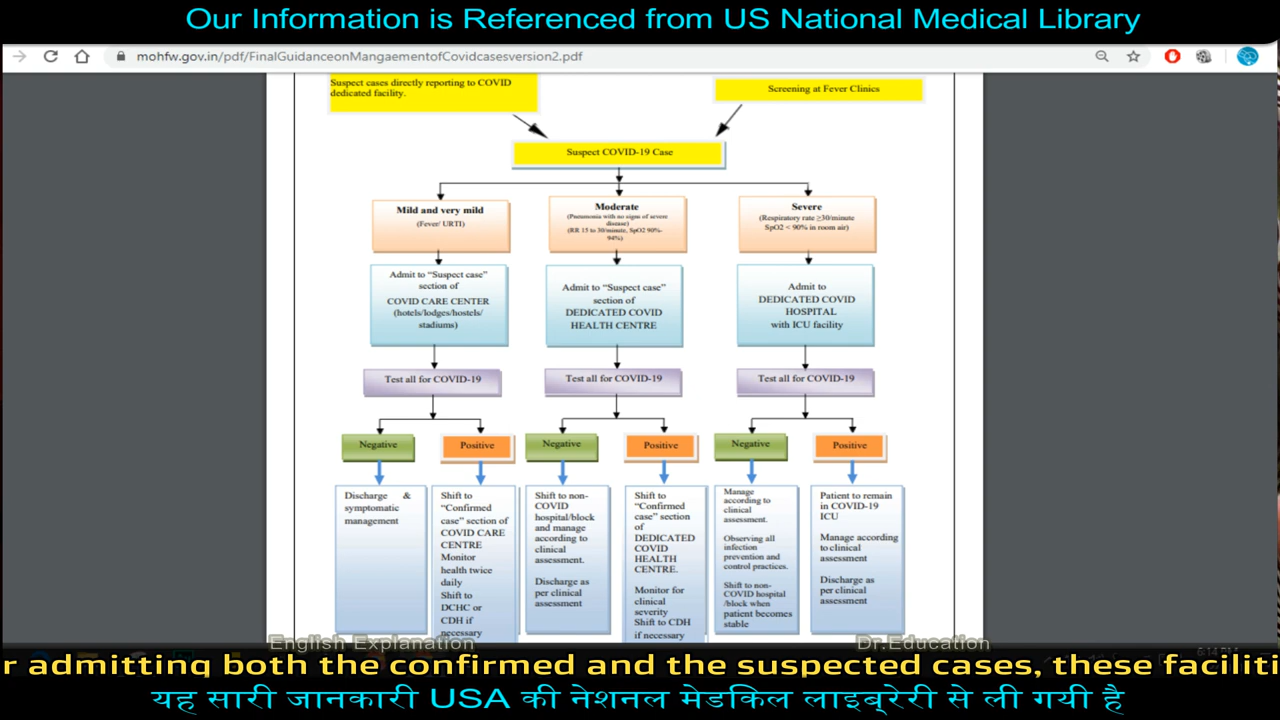 Our Information is Referenced from US National Medical Library
mohfw.gov.in/pdf/FinalGuidanceonMangaementofCovidcasesversion2.pdf
Suspect cases directly reporting to COVID
dedicated facility.
Screening at Fever Clinics
Suspect COVID-19 Case
Mild and very mild
(Fever/ URTI)
Moderate
(Pneumonia with no signs of severe
disease)
(RR 15 to 30/minute, SpO2 90%-
94%)
Severe
(Respiratory rate ≥30/minute
SpO2 < 90% in room air)
Admit to “Suspect case”
section of
COVID CARE CENTER
(hotels/lodges/hostels/
stadiums)
Admit to “Suspect case”
section of
DEDICATED COVID
HEALTH CENTRE
Admit to
DEDICATED COVID
HOSPITAL
with ICU facility
Test all for COVID-19
Test all for COVID-19
Test all for COVID-19
Negative
Positive
Negative
Positive
Negative
Positive
Discharge &
symptomatic
management
Shift to
“Confirmed
case” section of
COVID CARE
CENTRE
Monitor
health twice
daily
Shift to
DCHC or
CDH if
necessary
Shift to non-
COVID
hospital/block
and manage
according to
clinical
assessment.
Discharge as
per clinical
assessment
Shift to
“Confirmed
case” section
of
DEDICATED
COVID
HEALTH
CENTRE.
Monitor for
clinical
severity
Shift to CDH
if necessary
Manage
according to
clinical
assessment.
Observing all
infection
prevention and
control practices.
Shift to non-
COVID hospital
/block when
patient becomes
stable
Patient to remain
in COVID-19
ICU
Manage according
to clinical
assessment
Discharge as
per clinical
assessment
English Explanation
Dr.Education
r admitting both the confirmed and the suspected cases, these faciliti
यह सारी जानकारी USA की नेशनल मेडिकल लाइब्रेरी से ली गयी है